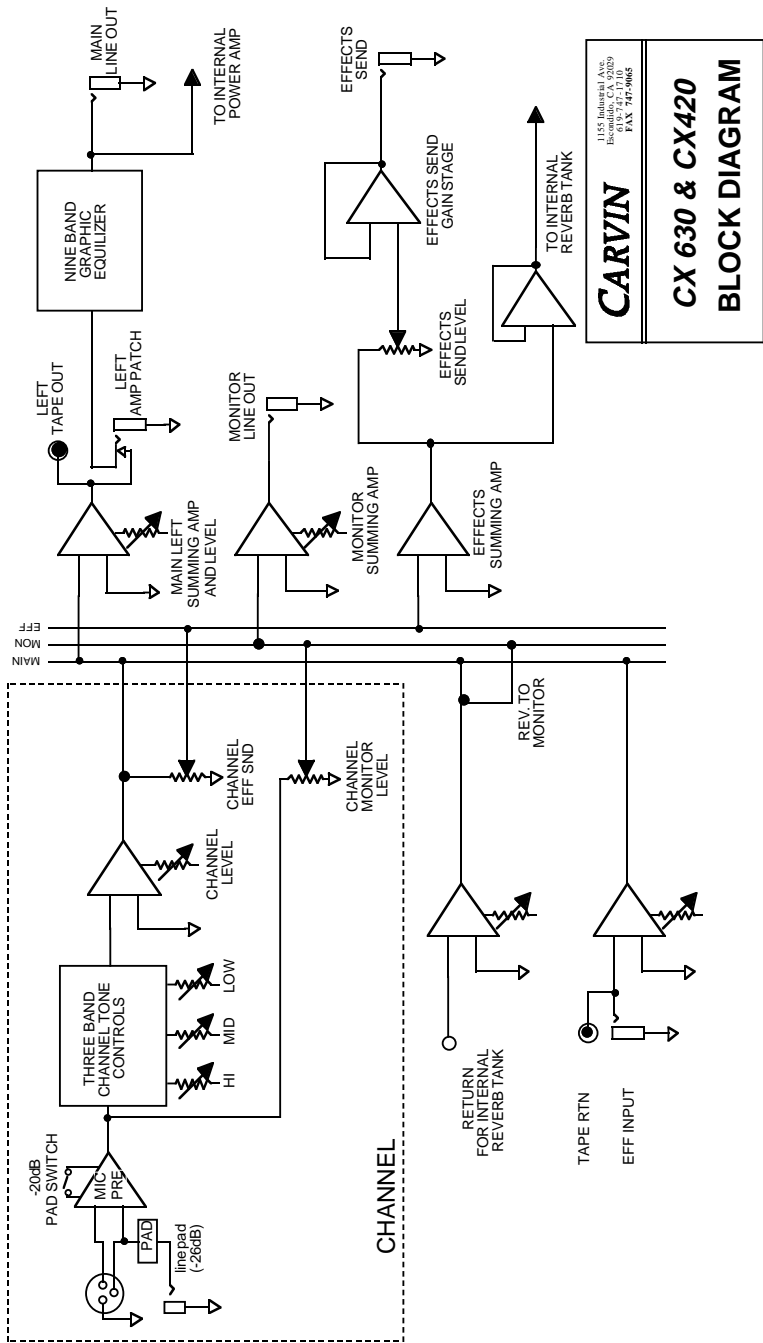 -20dB
PAD SWITCH
MIC
PRE
PAD
linepad
(-26dB)
THREE BAND
CHANNEL TONE
CONTROLS
HI
MID
LOW
CHANNEL
LEVEL
CHANNEL
EFF SND
CHANNEL
MONITOR
LEVEL
CHANNEL
MAIN
MON
EFF
RETURN
FOR INTERNAL
REVERB TANK
REV. TO
MONITOR
TAPE RTN
EFF INPUT
MAIN LEFT
SUMMING AMP
AND LEVEL
LEFT
TAPE OUT
LEFT
AMP PATCH
NINE BAND
GRAPHIC
EQUILIZER
MAIN
LINE OUT
TO INTERNAL
POWER AMP
MONITOR
SUMMING AMP
MONITOR
LINE OUT
EFFECTS
SUMMING AMP
EFFECTS
SEND LEVEL
EFFECTS SEND
GAIN STAGE
EFFECTS
SEND
TO INTERNAL
REVERB TANK
CARVIN
1155 Industrial Ave.
Escondido, CA 92029
619-747-1710
FAX 747-9065
CX 630 & CX420
BLOCK DIAGRAM